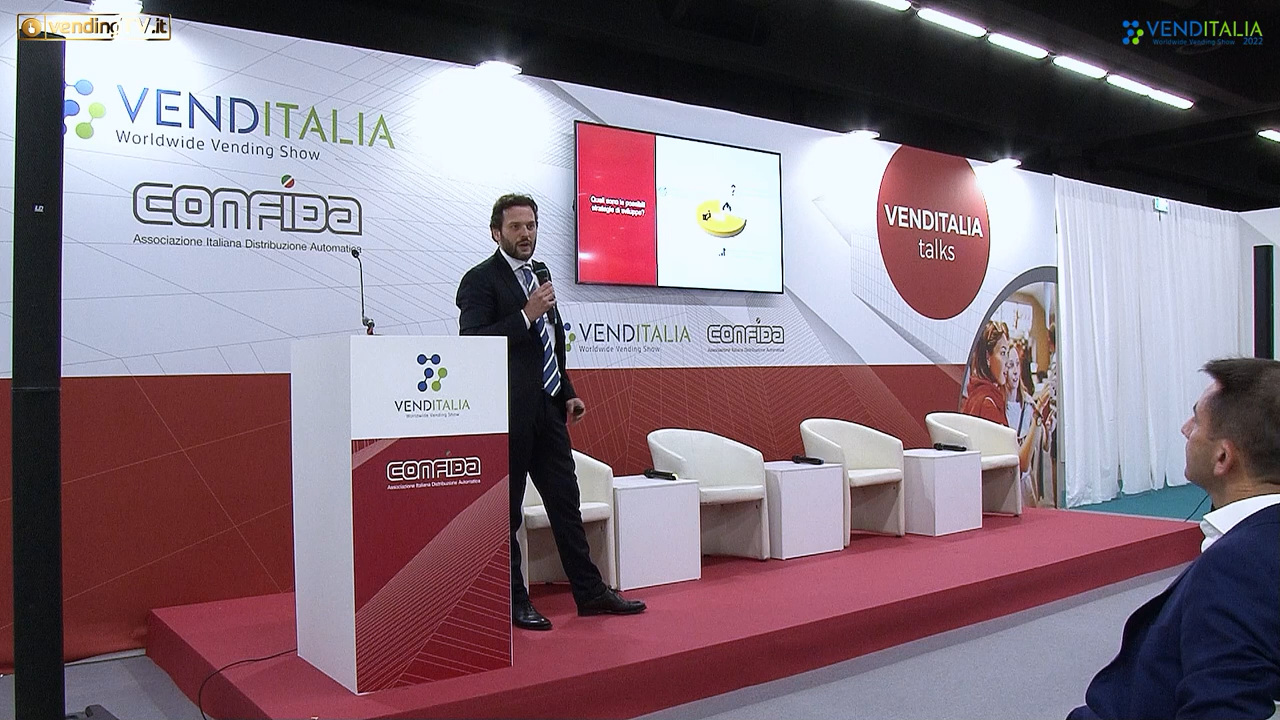 vendingTV.it
VENDITALIA
Worldwide Vending Show 2022
VENDITALIA
Worldwide Vending Show
CONFIDA
Associazione Italiana Distribuzione Automatica
Quali sono le possibili
strategie di sviluppo?
VENDITALIA
talks
VENDITALIA
Worldwide Vending Show
CONFIDA
Associazione Italiana Distribuzione Automatica
VENDITALIA
Worldwide Vending Show
CONFIDA
Associazione Italiana Distribuzione Automatica